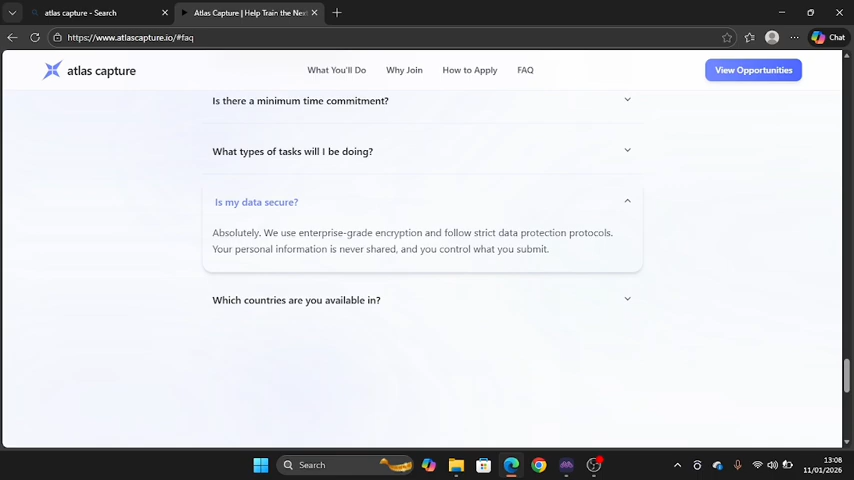 atlas capture - Search
Atlas Capture | Help Train the Nex
https://www.atlascapture.io/#faq
Chat
atlas capture
What You'll Do
Why Join
How to Apply
FAQ
View Opportunities
Is there a minimum time commitment?
What types of tasks will I be doing?
Is my data secure?
Absolutely. We use enterprise-grade encryption and follow strict data protection protocols.
Your personal information is never shared, and you control what you submit.
Which countries are you available in?
Search
13:08
11/01/2026